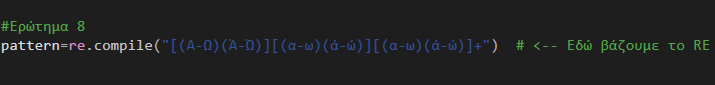 #Ερώτημα 8
pattern=re.compile("[(Α-Ω)(Ά-Ώ)][(α-ω)(ά-ώ)][(α-ω)(ά-ώ)]+")  # <-- Εδώ βάζουμε το RE